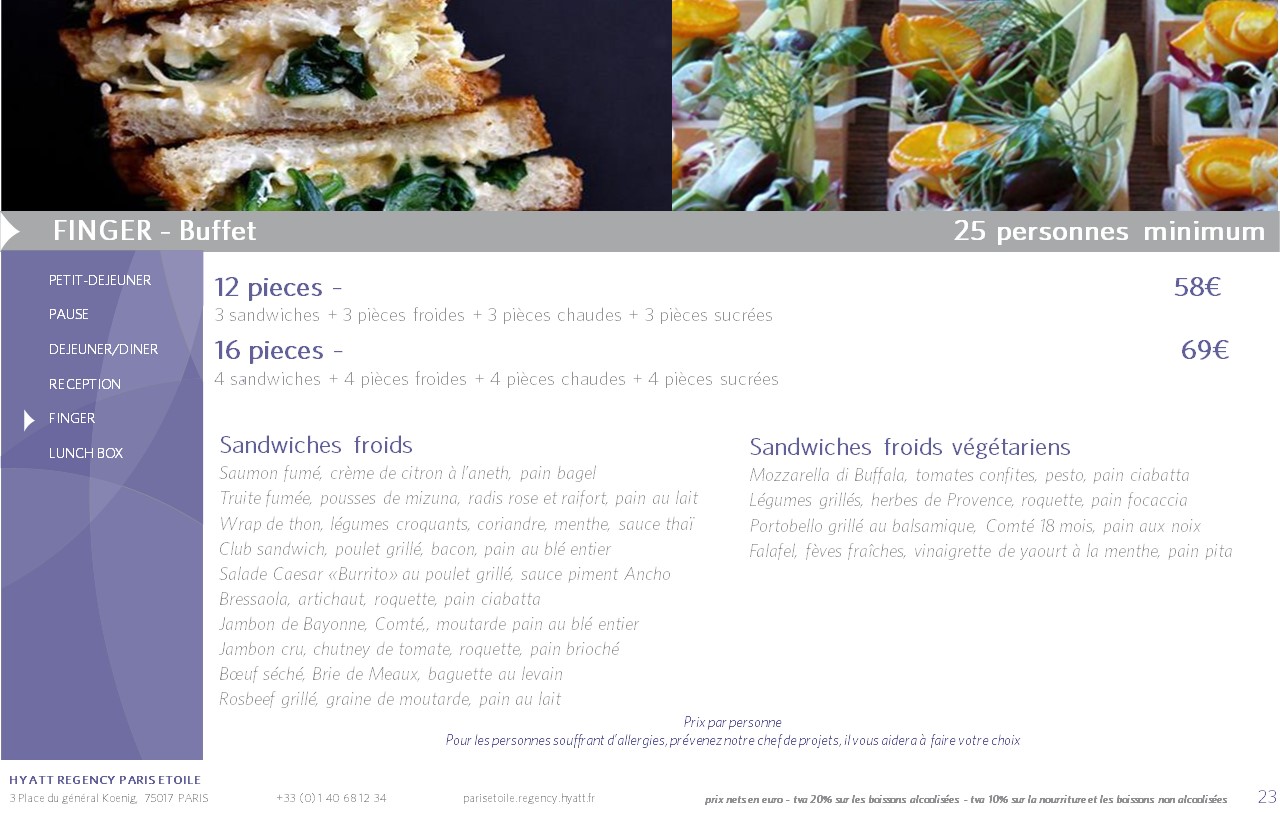 FINGER - Buffet 25 personnes minimum
PETIT-DEJEUNER
PAUSE
DEJEUNER/DINER
RECEPTION
FINGER
LUNCH BOX
12 pieces - 58€
3 sandwiches + 3 pièces froides + 3 pièces chaudes + 3 pièces sucrées
16 pieces - 69€
4 sandwiches + 4 pièces froides + 4 pièces chaudes + 4 pièces sucrées
Sandwiches froids
Saumon fumé, crème de citron à l'aneth, pain bagel
Truite fumée, pousses de mizuna, radis rose et raifort, pain au lait
Wrap de thon, légumes croquants, coriandre, menthe, sauce thaï
Club sandwich, poulet grillé, bacon, pain au blé entier
Salade Caesar «Burrito» au poulet grillé, sauce piment Ancho
Bressaola, artichaut, roquette, pain ciabatta
Jambon de Bayonne, Comté,, moutarde pain au blé entier
Jambon cru, chutney de tomate, roquette, pain brioché
Bœuf séché, Brie de Meaux, baguette au levain
Rosbeef grillé, graine de moutarde, pain au lait
Sandwiches froids végétariens
Mozzarella di Buffala, tomates confites, pesto, pain ciabatta
Légumes grillés, herbes de Provence, roquette, pain focaccia
Portobello grillé au balsamique, Comté 18 mois, pain aux noix
Falafel, fèves fraîches, vinaigrette de yaourt à la menthe, pain pita
Prix par personne
Pour les personnes souffrant d'allergies, prévenez notre chef de projets, il vous aidera à faire votre choix
HYATT REGENCY PARIS ETOILE
3 Place du général Koenig, 75017 PARIS +33 (0) 1 40 68 12 34 parisetoile.regency.hyatt.fr prix nets en euro - tva 20% sur les boissons alcoolisées - tva 10% sur la nourriture et les boissons non alcoolisées 23